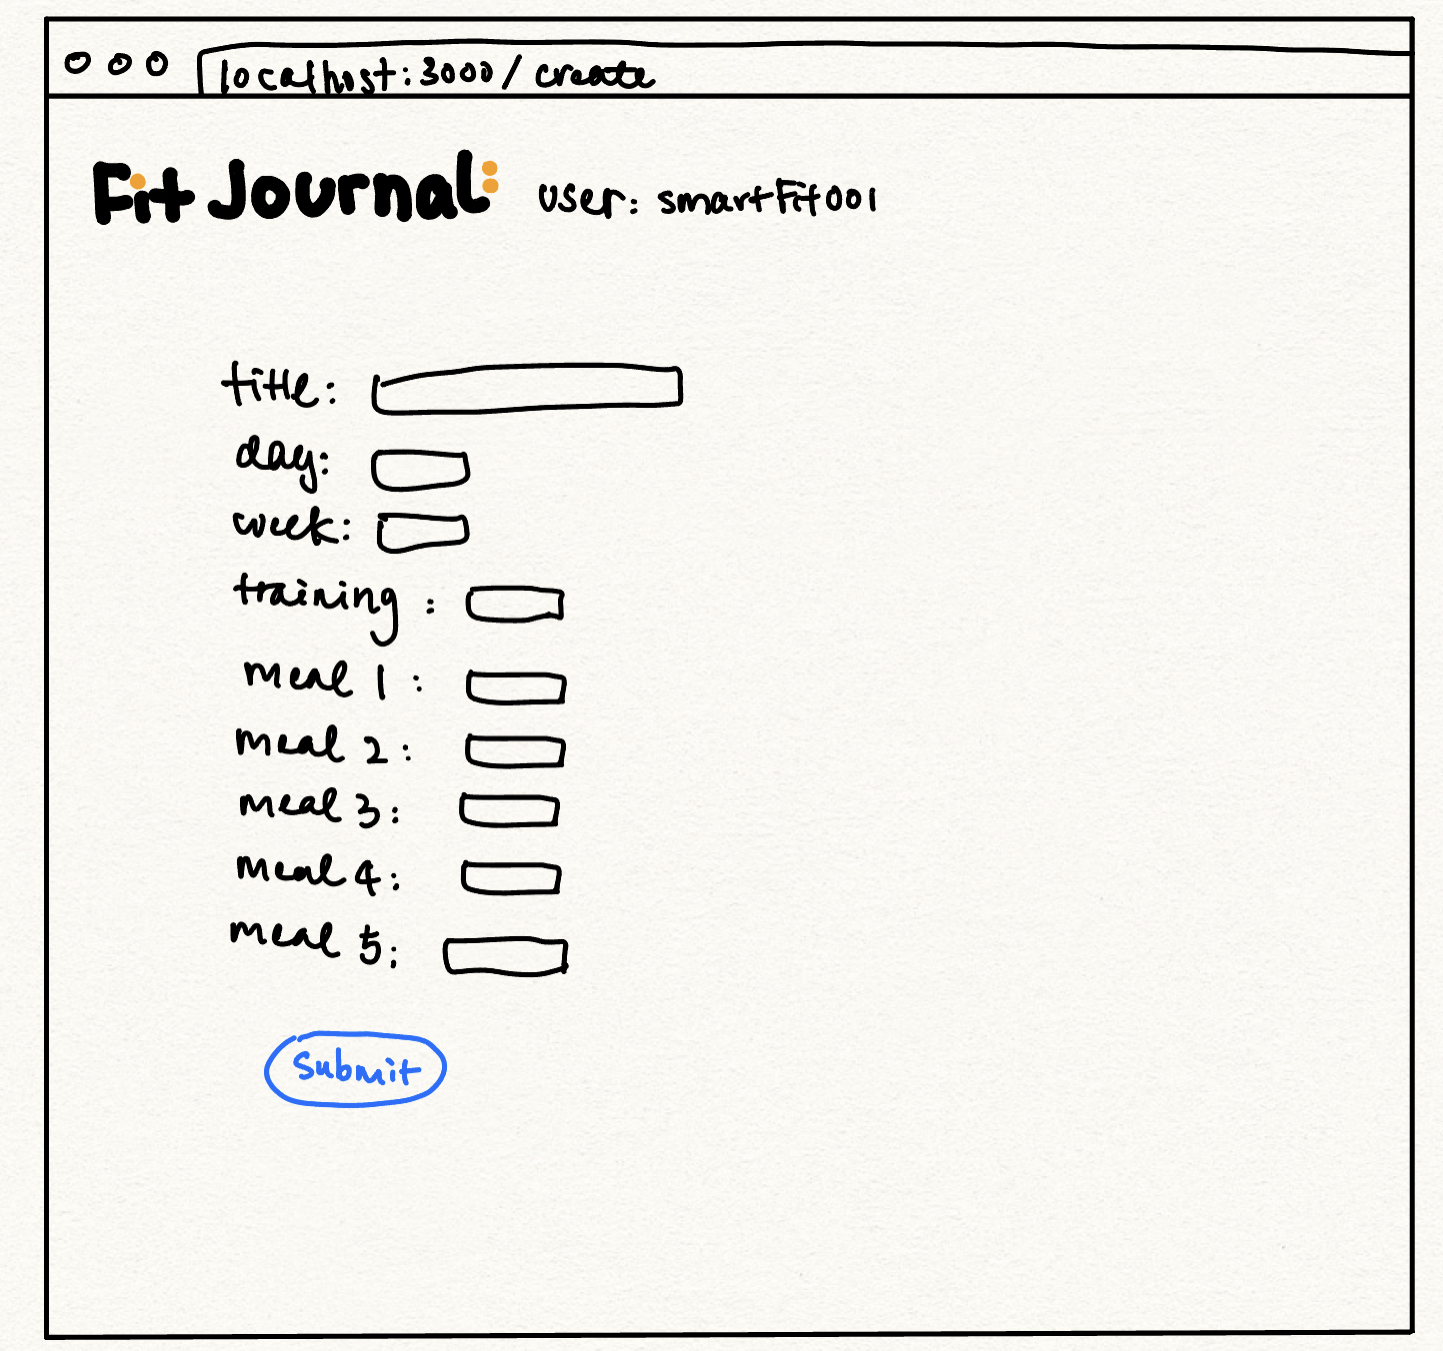 localhost:3000/create
Fit Journal: user: smartFit001
title:
day:
week:
training:
meal 1:
meal 2:
meal 3:
meal 4:
meal 5:
Submit